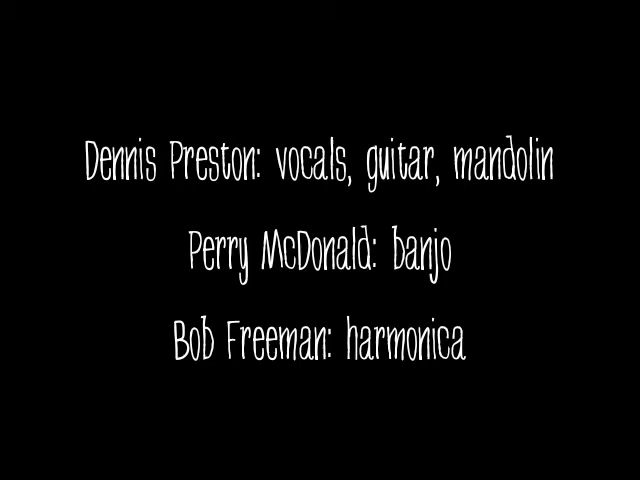 Dennis Preston: vocals, guitar, mandolin
Perry McDonald: banjo
Bob Freeman: harmonica